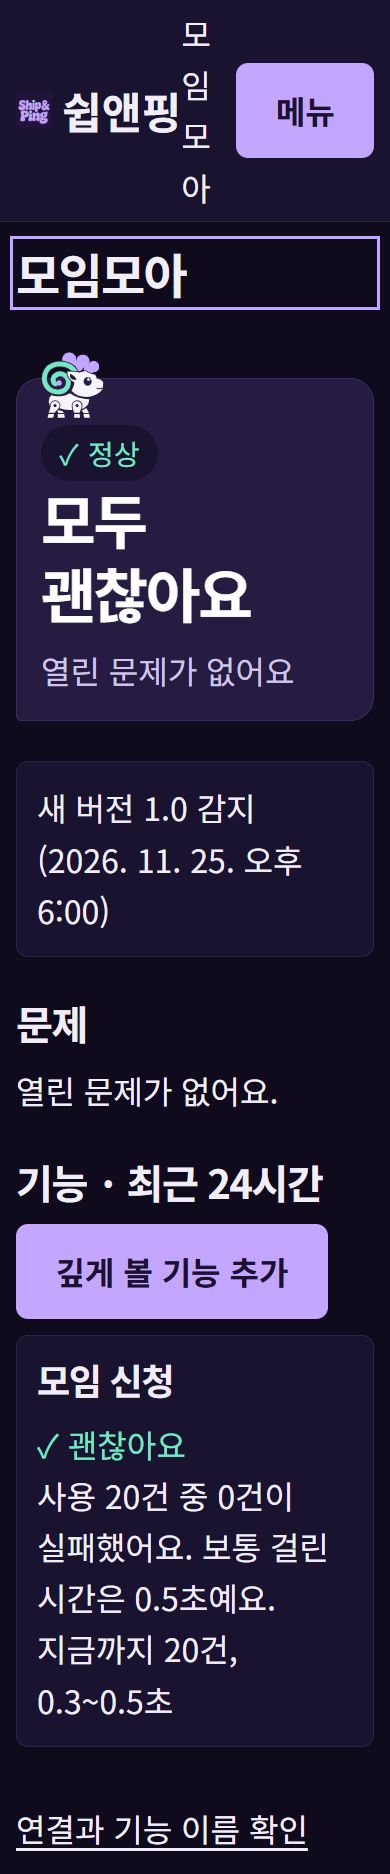 Ship&
Ping
쉽앤핑
모
임
모
아
메뉴
모임모아
✓ 정상
모두
괜찮아요
열린 문제가 없어요
새 버전 1.0 감지
(2026. 11. 25. 오후
6:00)
문제
열린 문제가 없어요.
기능 · 최근 24시간
깊게 볼 기능 추가
모임 신청
✓ 괜찮아요
사용 20건 중 0건이
실패했어요. 보통 걸린
시간은 0.5초예요.
지금까지 20건,
0.3~0.5초
연결과 기능 이름 확인